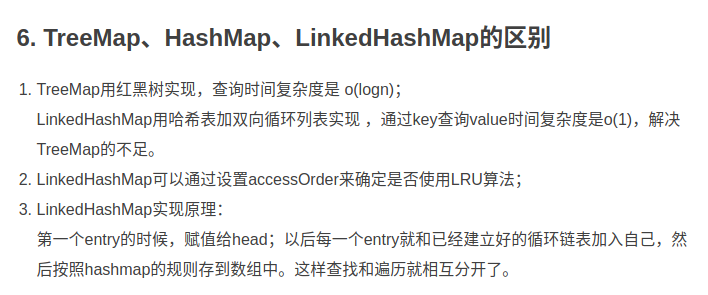 6. TreeMap、HashMap、LinkedHashMap的区别
1. TreeMap用红黑树实现，查询时间复杂度是 o(logn)；
LinkedHashMap用哈希表加双向循环列表实现 ，通过key查询value时间复杂度是o(1)，解决
TreeMap的不足。
2. LinkedHashMap可以通过设置accessOrder来确定是否使用LRU算法；
3. LinkedHashMap实现原理：
第一个entry的时候，赋值给head；以后每一个entry就和已经建立好的循环链表加入自己，然
后按照hashmap的规则存到数组中。这样查找和遍历就相互分开了。